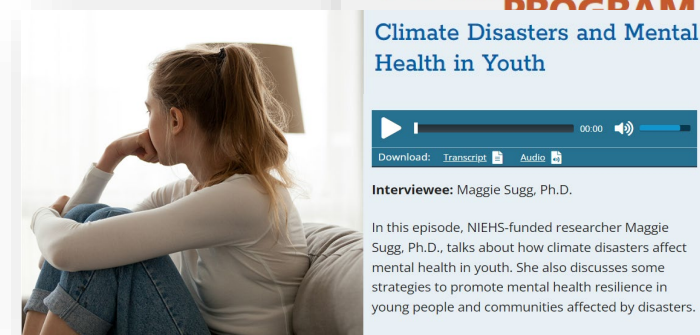 PROGRAM
Climate Disasters and Mental
Health in Youth
00:00
Download: Transcript Audio
Interviewee: Maggie Sugg, Ph.D.
In this episode, NIEHS-funded researcher Maggie
Sugg, Ph.D., talks about how climate disasters affect
mental health in youth. She also discusses some
strategies to promote mental health resilience in
young people and communities affected by disasters.